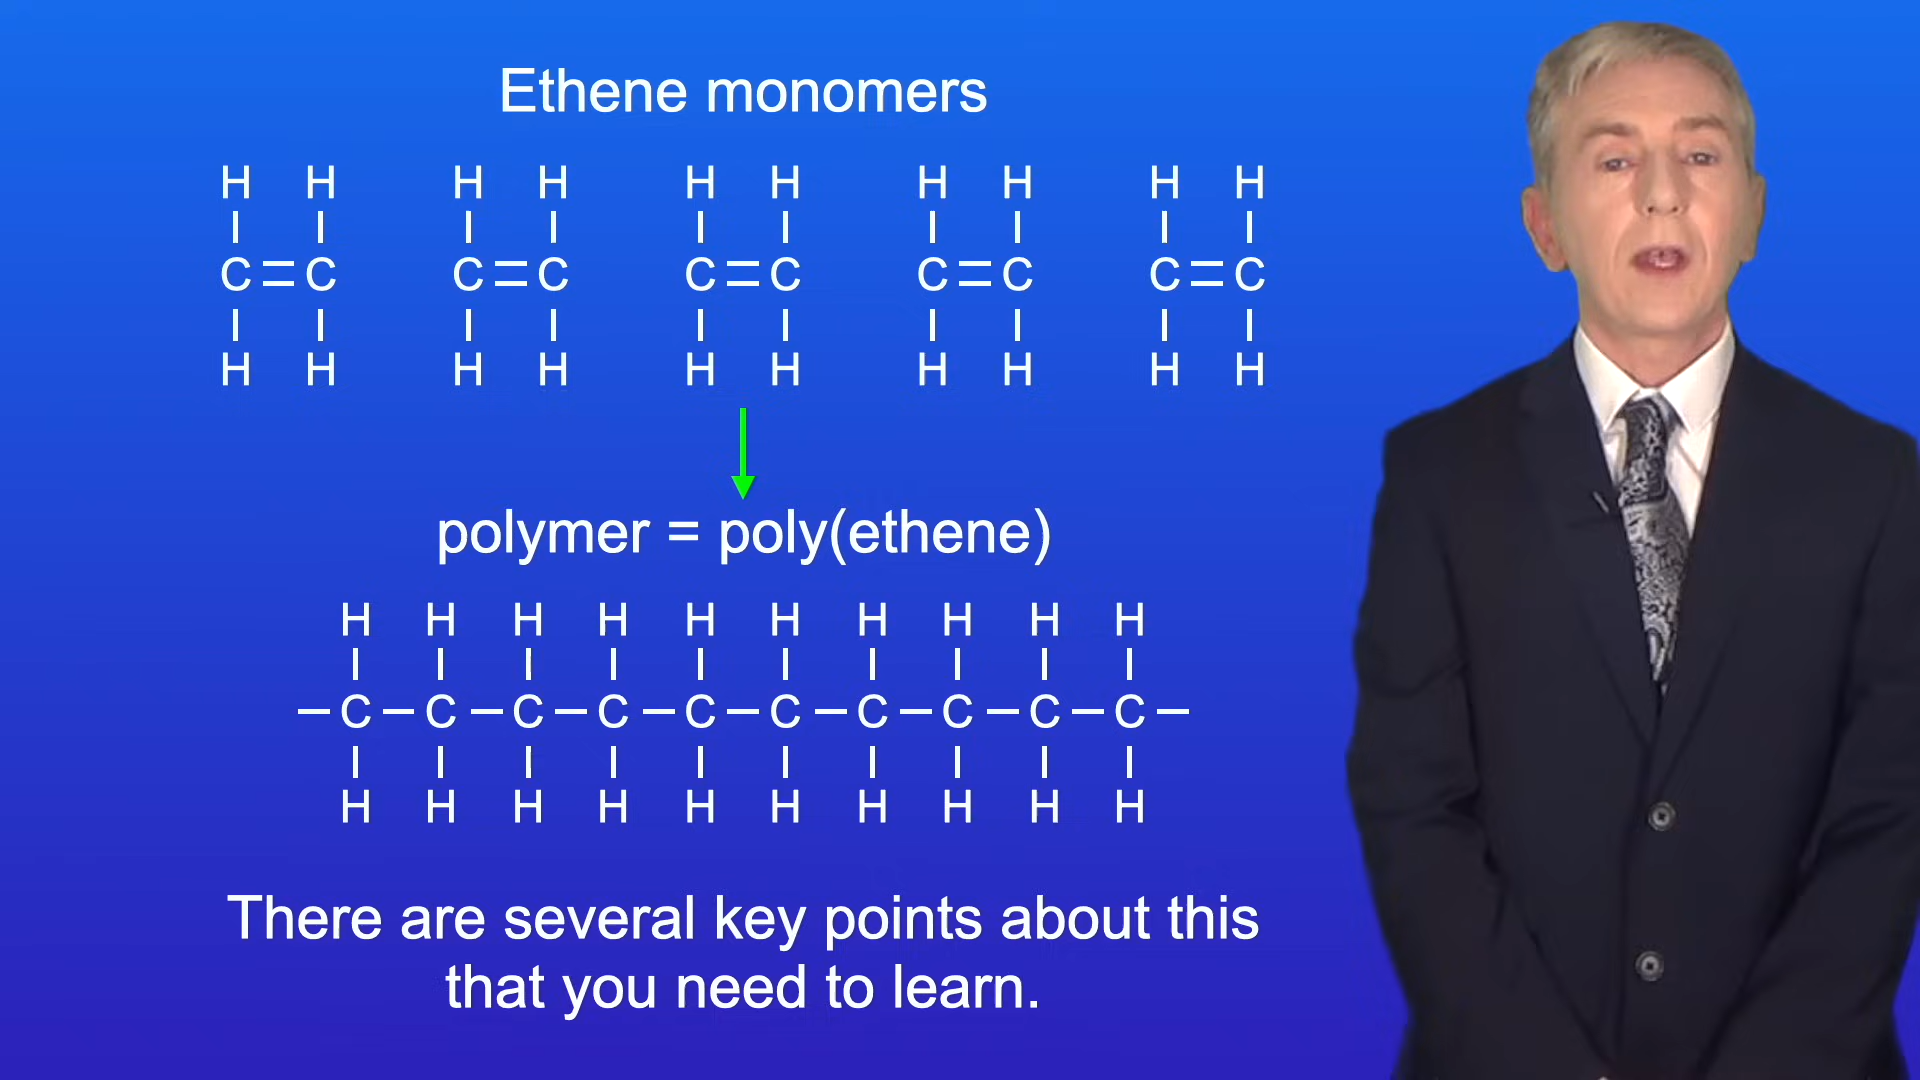 Ethene monomers
H H H H H H H H H H
C=C C=C C=C C=C C=C
H H H H H H H H H H
polymer = poly(ethene)
H H H H H H H H H H
–C–C–C–C–C–C–C–C–C–C–
H H H H H H H H H H
There are several key points about this
that you need to learn.